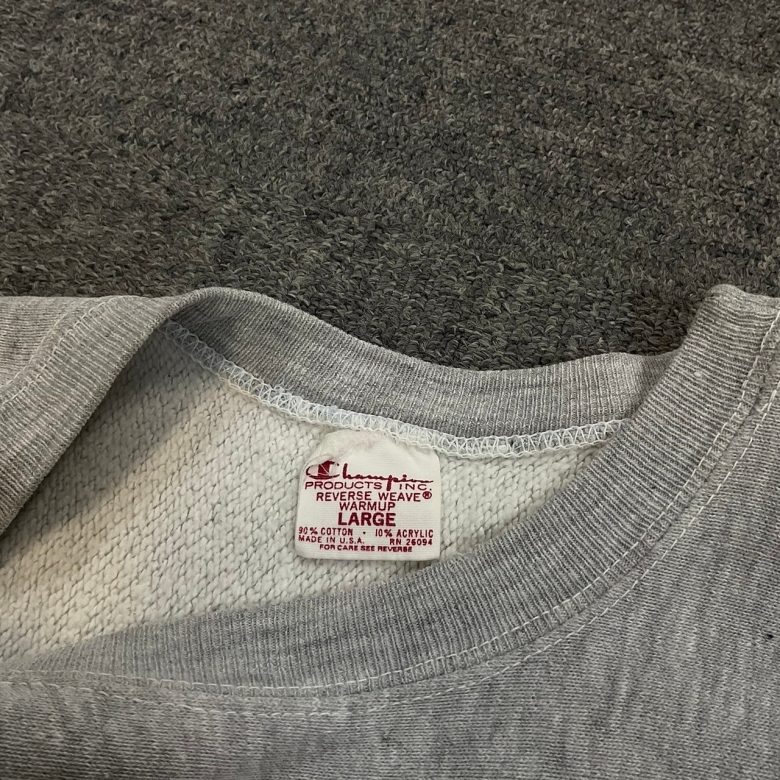 Champion
PRODUCTS INC.
REVERSE WEAVE®
WARMUP
LARGE
90% COTTON · 10% ACRYLIC
MADE IN U.S.A. RN 26094
FOR CARE SEE REVERSE